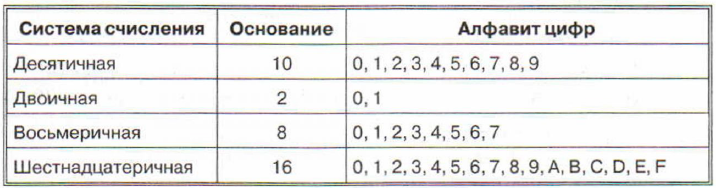 Система счисления Основание Алфавит цифр
Десятичная 10 0, 1, 2, 3, 4, 5, 6, 7, 8, 9
Двоичная 2 0, 1
Восьмеричная 8 0, 1, 2, 3, 4, 5, 6, 7
Шестнадцатеричная 16 0, 1, 2, 3, 4, 5, 6, 7, 8, 9, A, B, C, D, E, F